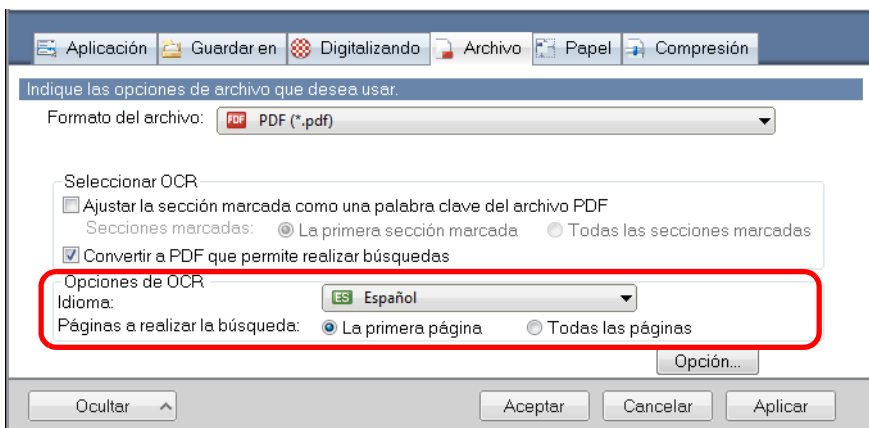 Aplicación Guardar en Digitalizando Archivo Papel Compresión
Indique las opciones de archivo que desea usar.
Formato del archivo: PDF PDF (*.pdf)
Seleccionar OCR
Ajustar la sección marcada como una palabra clave del archivo PDF
Secciones marcadas: La primera sección marcada Todas las secciones marcadas
Convertir a PDF que permite realizar búsquedas
Opciones de OCR
Idioma: ES Español
Páginas a realizar la búsqueda: La primera página Todas las páginas
Opción...
Ocultar Aceptar Cancelar Aplicar